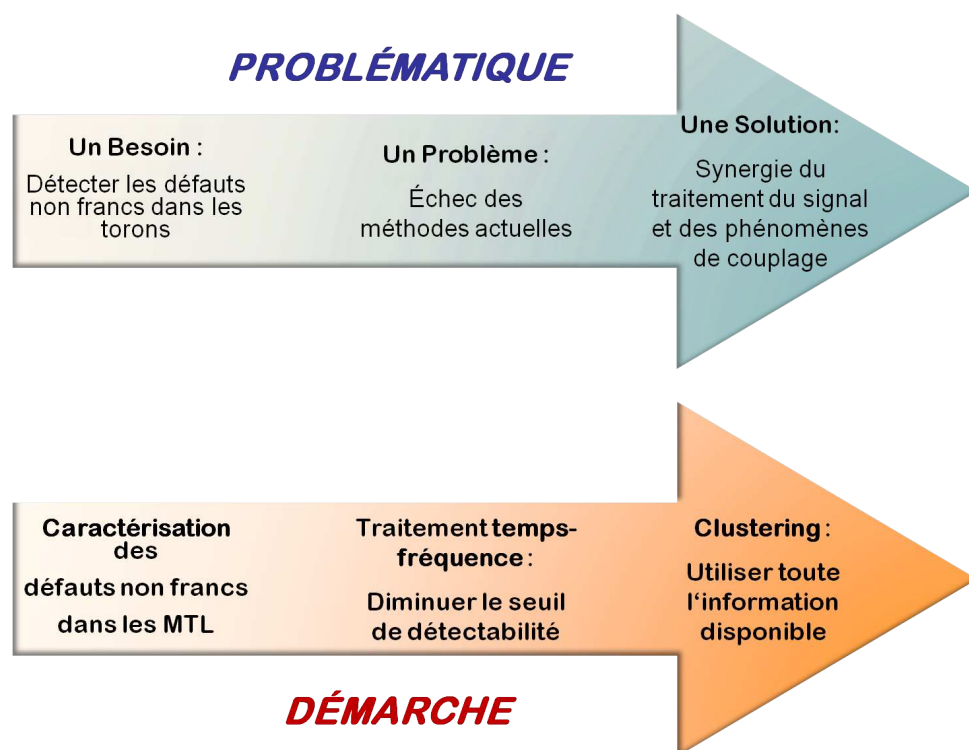 PROBLÉMATIQUE
Un Besoin :
Détecter les défauts
non francs dans les
torons
Un Problème :
Échec des
méthodes actuelles
Une Solution:
Synergie du
traitement du signal
et des phénomènes
de couplage
Caractérisation
des
défauts non francs
dans les MTL
Traitement temps-
fréquence :
Diminuer le seuil
de détectabilité
Clustering :
Utiliser toute
l‘information
disponible
DÉMARCHE